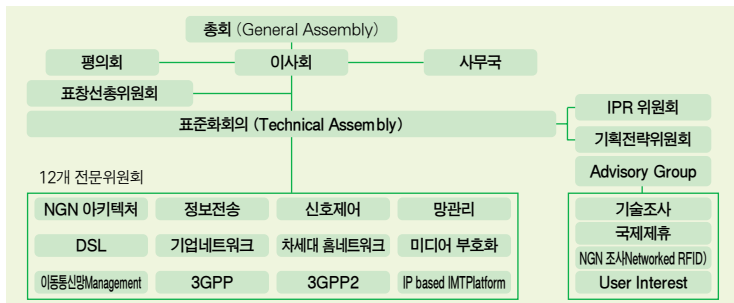 총회 (General Assembly)
평의회 이사회 사무국
표창선총위원회
IPR 위원회
표준화회의 (Technical Assembly)
기획전략위원회
Advisory Group
12개 전문위원회
NGN 아키텍처 정보전송 신호제어 망관리
기술조사
국제제휴
DSL 기업네트워크 차세대 홈네트워크 미디어 부호화
NGN 조사(Networked RFID)
이동통신망Management 3GPP 3GPP2 IP based IMTPlatform
User Interest